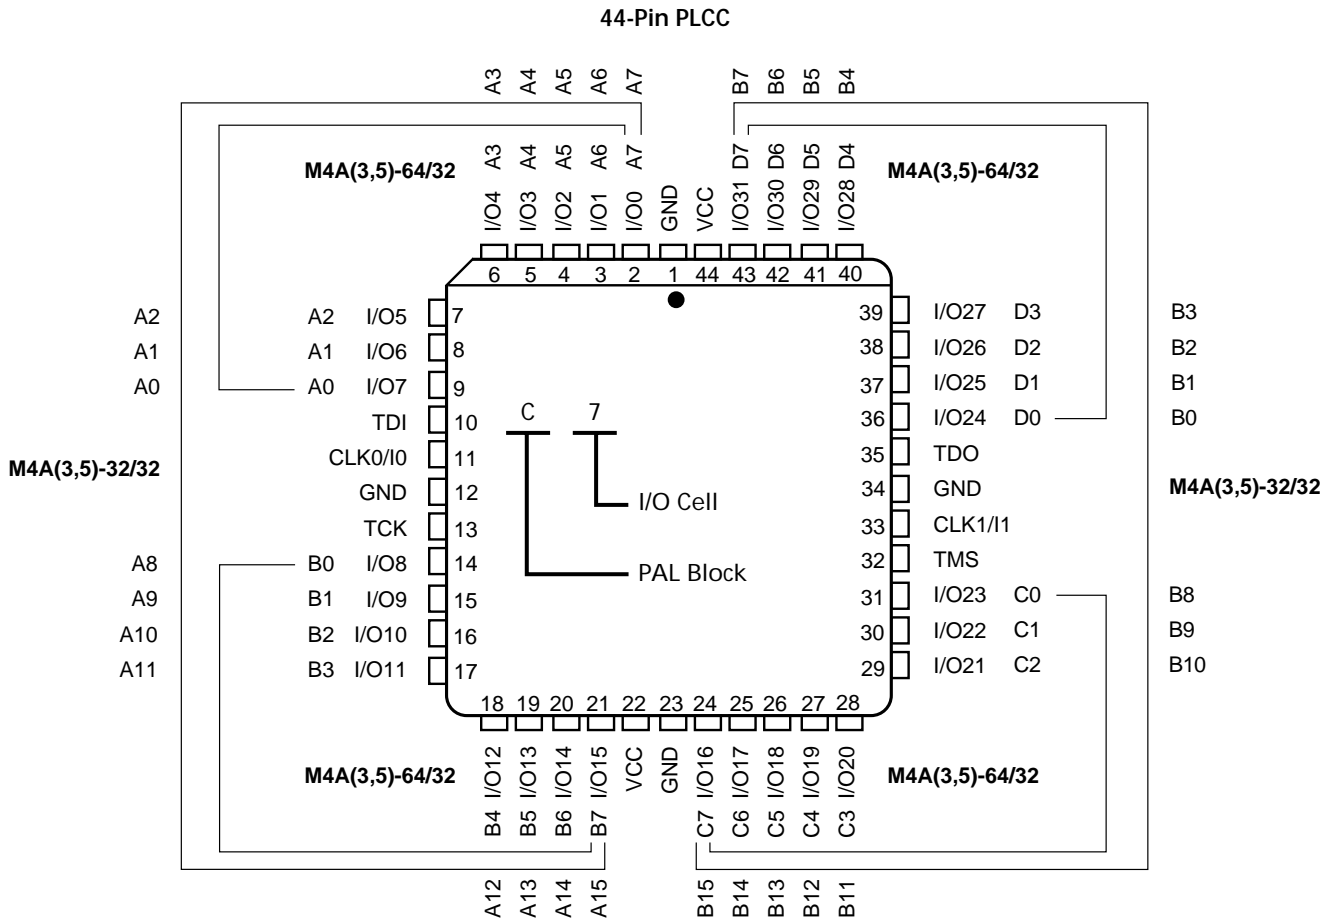 44-Pin PLCC
A3 A4 A5 A6 A7 B7 B6 B5 B4
M4A(3,5)-64/32 A3 A4 A5 A6 A7 D7 D6 D5 D4 M4A(3,5)-64/32
I/O4 I/O3 I/O2 I/O1 I/O0 GND VCC I/O31 I/O30 I/O29 I/O28
6 5 4 3 2 1 44 43 42 41 40
A2 A2 I/O5 7 39 I/O27 D3 B3
A1 A1 I/O6 8 38 I/O26 D2 B2
A0 A0 I/O7 9 37 I/O25 D1 B1
TDI 10 C 7 36 I/O24 D0 B0
CLK0/I0 11 35 TDO
M4A(3,5)-32/32 M4A(3,5)-32/32
GND 12 I/O Cell 34 GND
TCK 13 33 CLK1/I1
A8 B0 I/O8 14 PAL Block 32 TMS
A9 B1 I/O9 15 31 I/O23 C0 B8
A10 B2 I/O10 16 30 I/O22 C1 B9
A11 B3 I/O11 17 29 I/O21 C2 B10
18 19 20 21 22 23 24 25 26 27 28
M4A(3,5)-64/32 I/O12 I/O13 I/O14 I/O15 VCC GND I/O16 I/O17 I/O18 I/O19 I/O20 M4A(3,5)-64/32
B4 B5 B6 B7 C7 C6 C5 C4 C3
A12 A13 A14 A15 B15 B14 B13 B12 B11